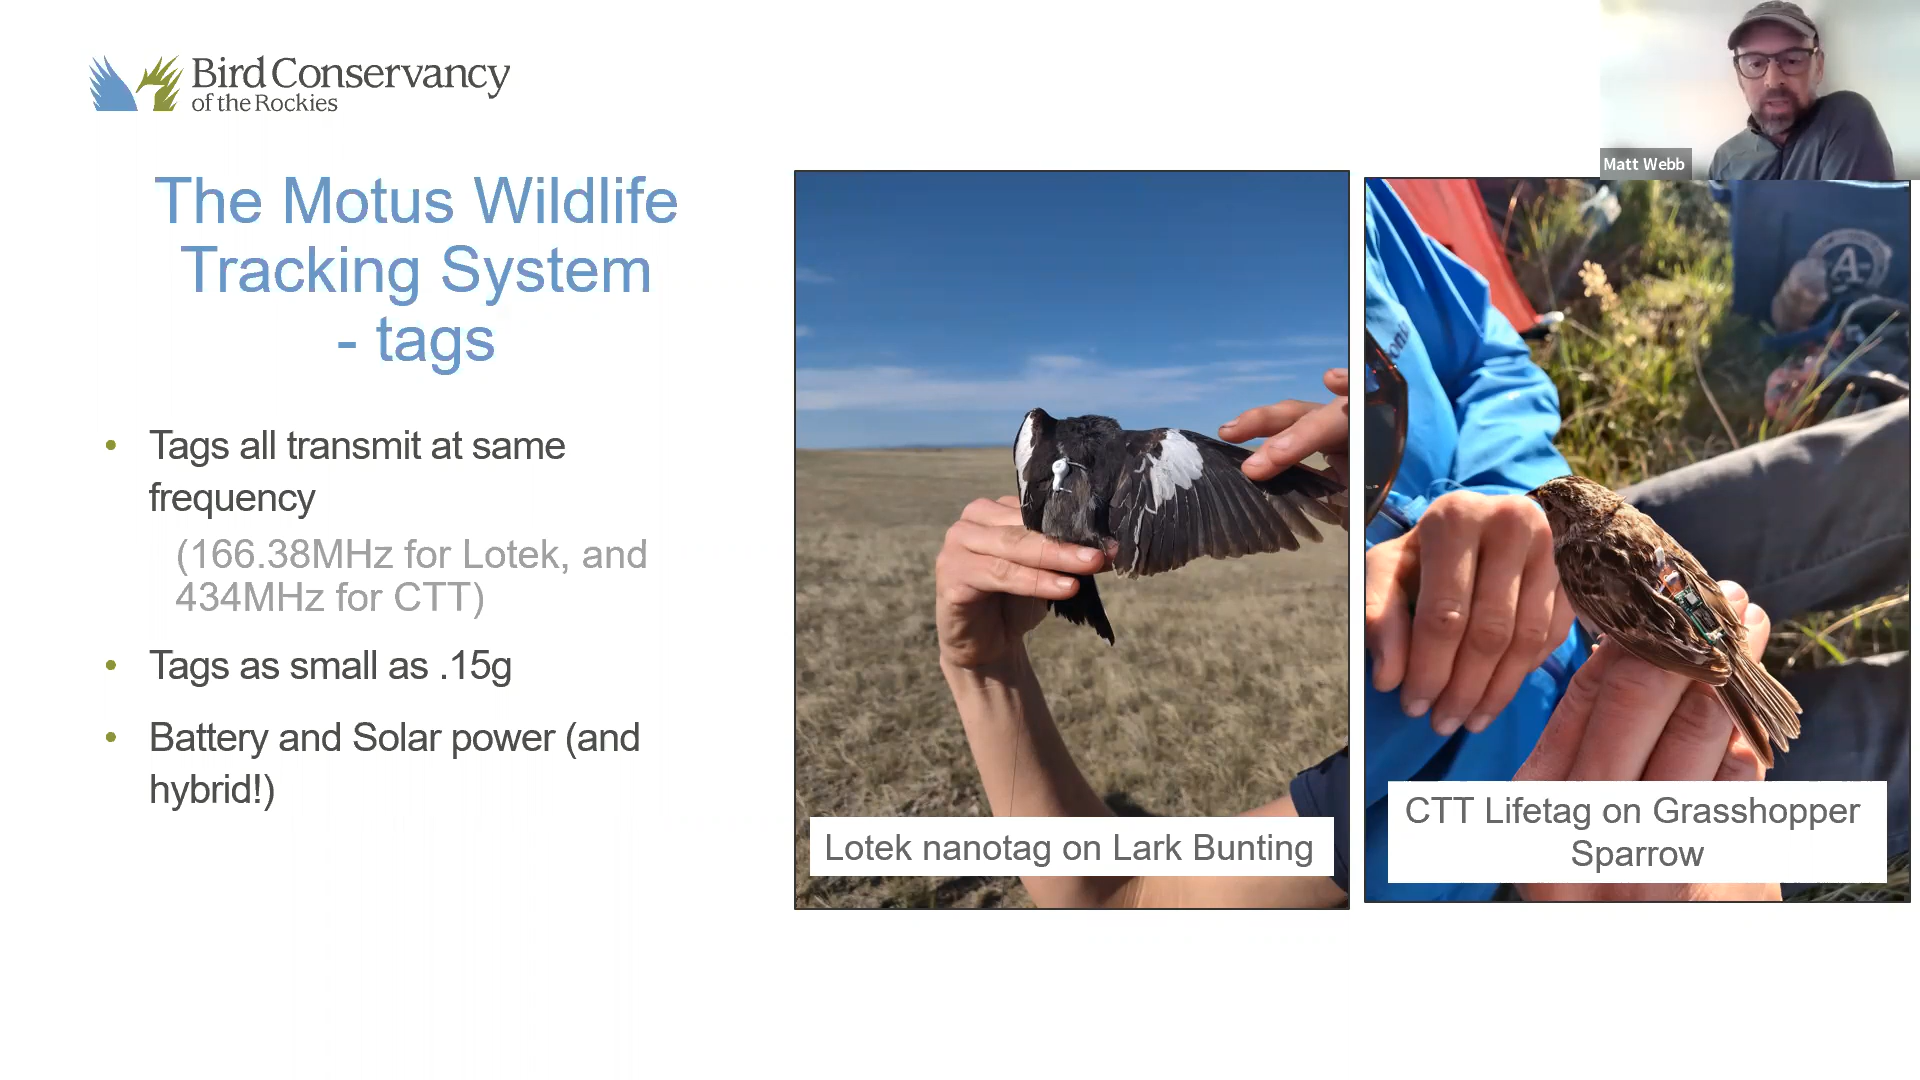 Bird Conservancy
of the Rockies
Matt Webb
The Motus Wildlife
Tracking System
- tags
• Tags all transmit at same
frequency
(166.38MHz for Lotek, and
434MHz for CTT)
• Tags as small as .15g
• Battery and Solar power (and
hybrid!)
Lotek nanotag on Lark Bunting
CTT Lifetag on Grasshopper
Sparrow